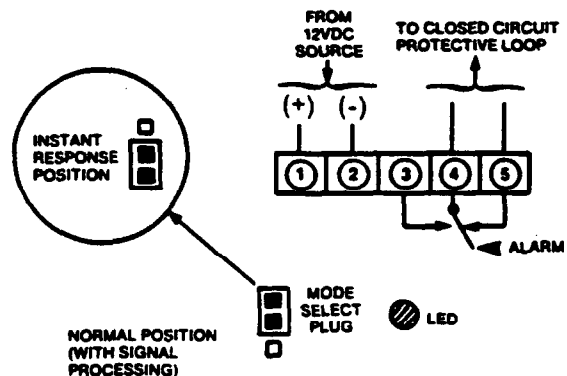 FROM
12VDC
SOURCE
TO CLOSED CIRCUIT
PROTECTIVE LOOP
(+) (-)
INSTANT
RESPONSE
POSITION
1 2 3 4 5
ALARM
MODE
SELECT
PLUG
LED
NORMAL POSITION
(WITH SIGNAL
PROCESSING)